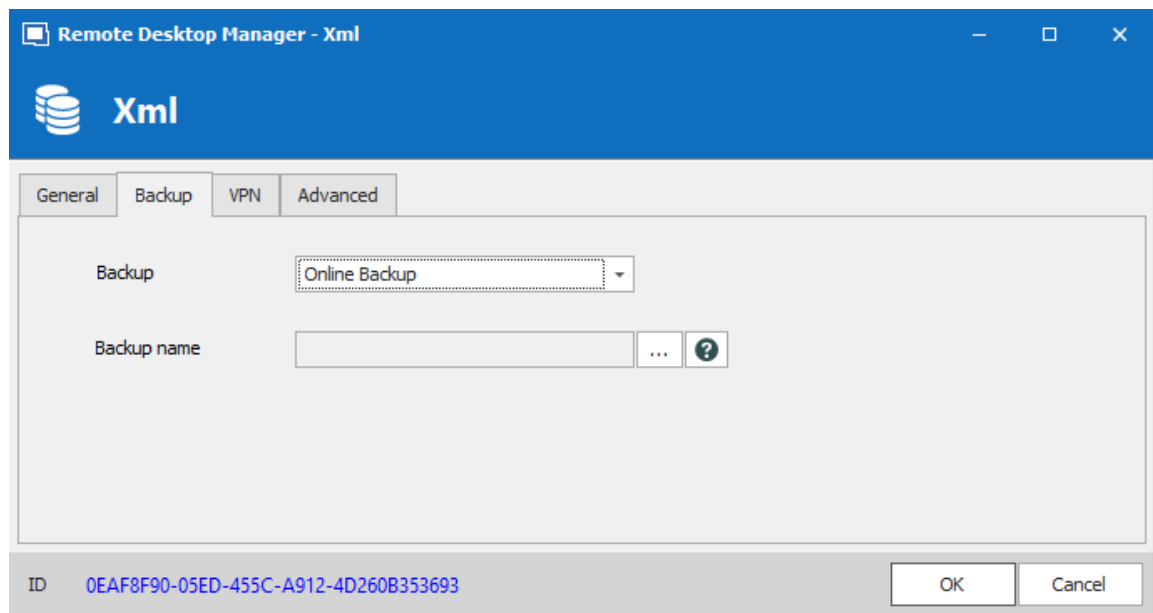 Remote Desktop Manager - Xml
Xml
General Backup VPN Advanced
Backup Online Backup
Backup name ... ?
ID 0EAF8F90-05ED-455C-A912-4D260B353693 OK Cancel